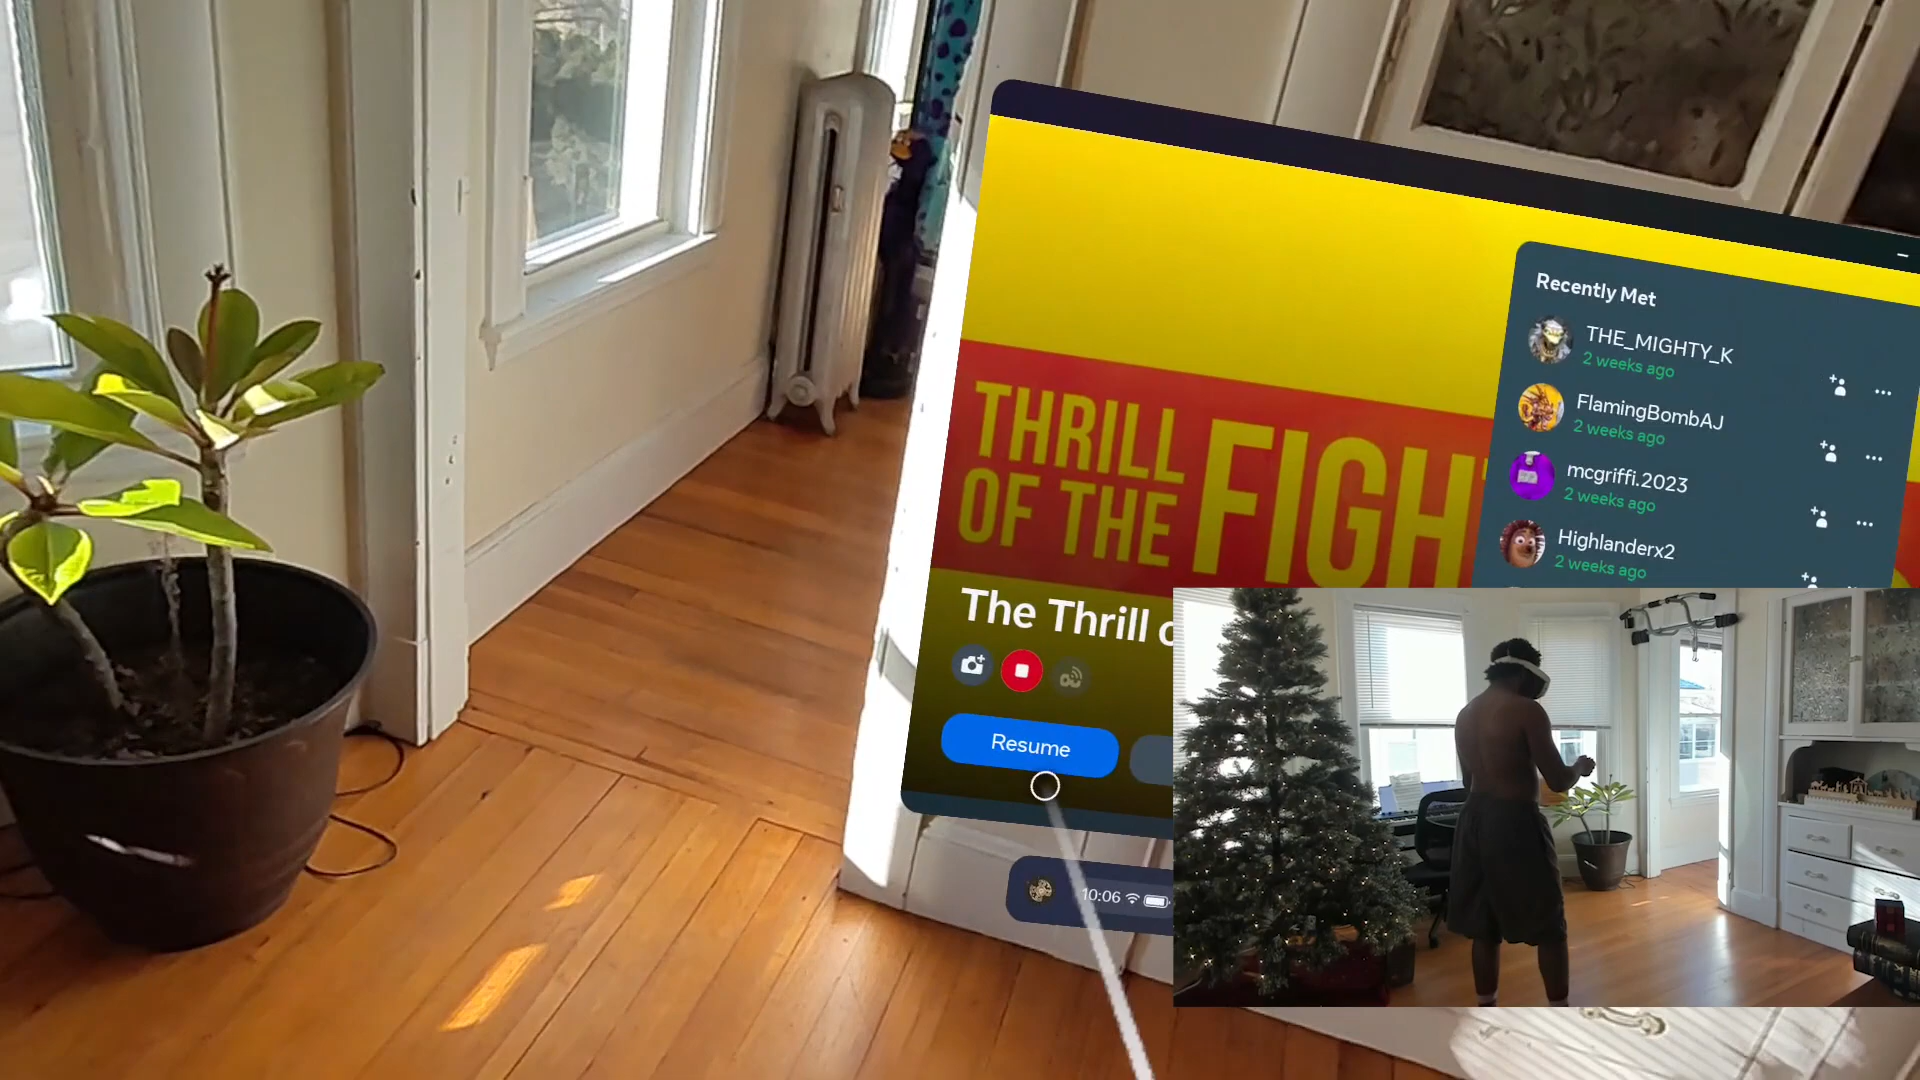 Recently Met
THE_MIGHTY_K
2 weeks ago
FlamingBombAJ
2 weeks ago
mcgriffi.2023
2 weeks ago
Highlanderx2
2 weeks ago
THRILL
OF THE FIGH
The Thrill
Resume
10:06